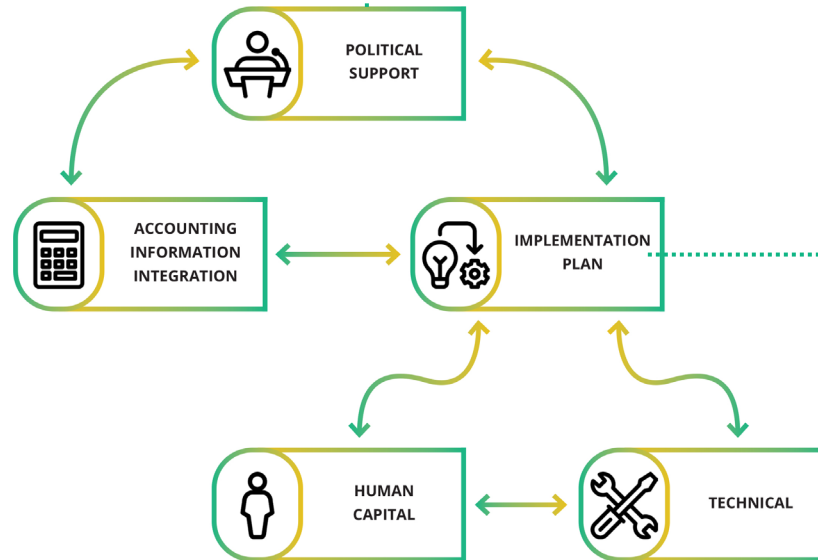 POLITICAL
SUPPORT
ACCOUNTING
INFORMATION
INTEGRATION
IMPLEMENTATION
PLAN
HUMAN
CAPITAL
TECHNICAL